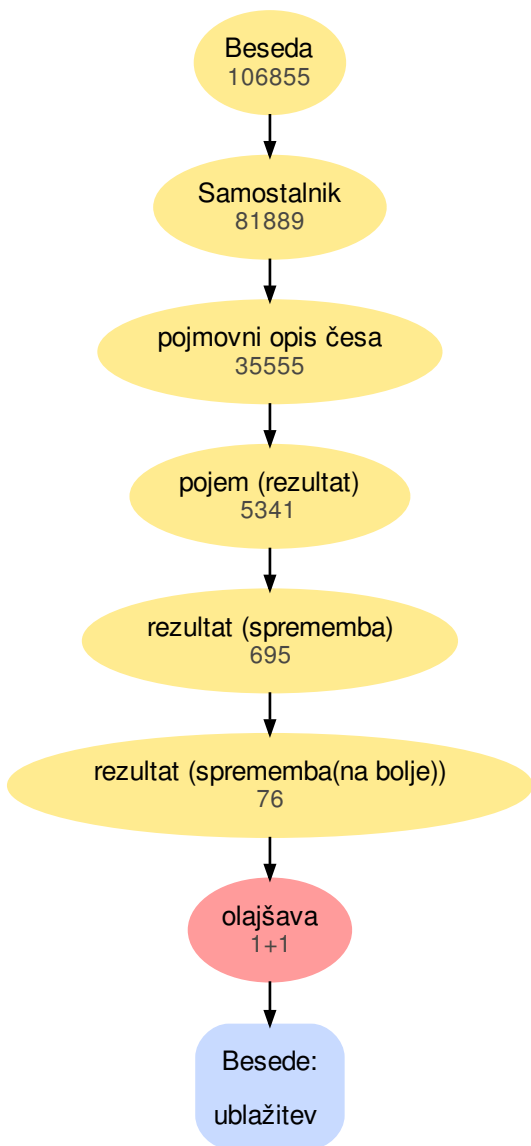 Beseda
106855
Samostalnik
81889
pojmovni opis česa
35555
pojem (rezultat)
5341
rezultat (sprememba)
695
rezultat (sprememba(na bolje))
76
olajšava
1+1
Besede:
ublažitev